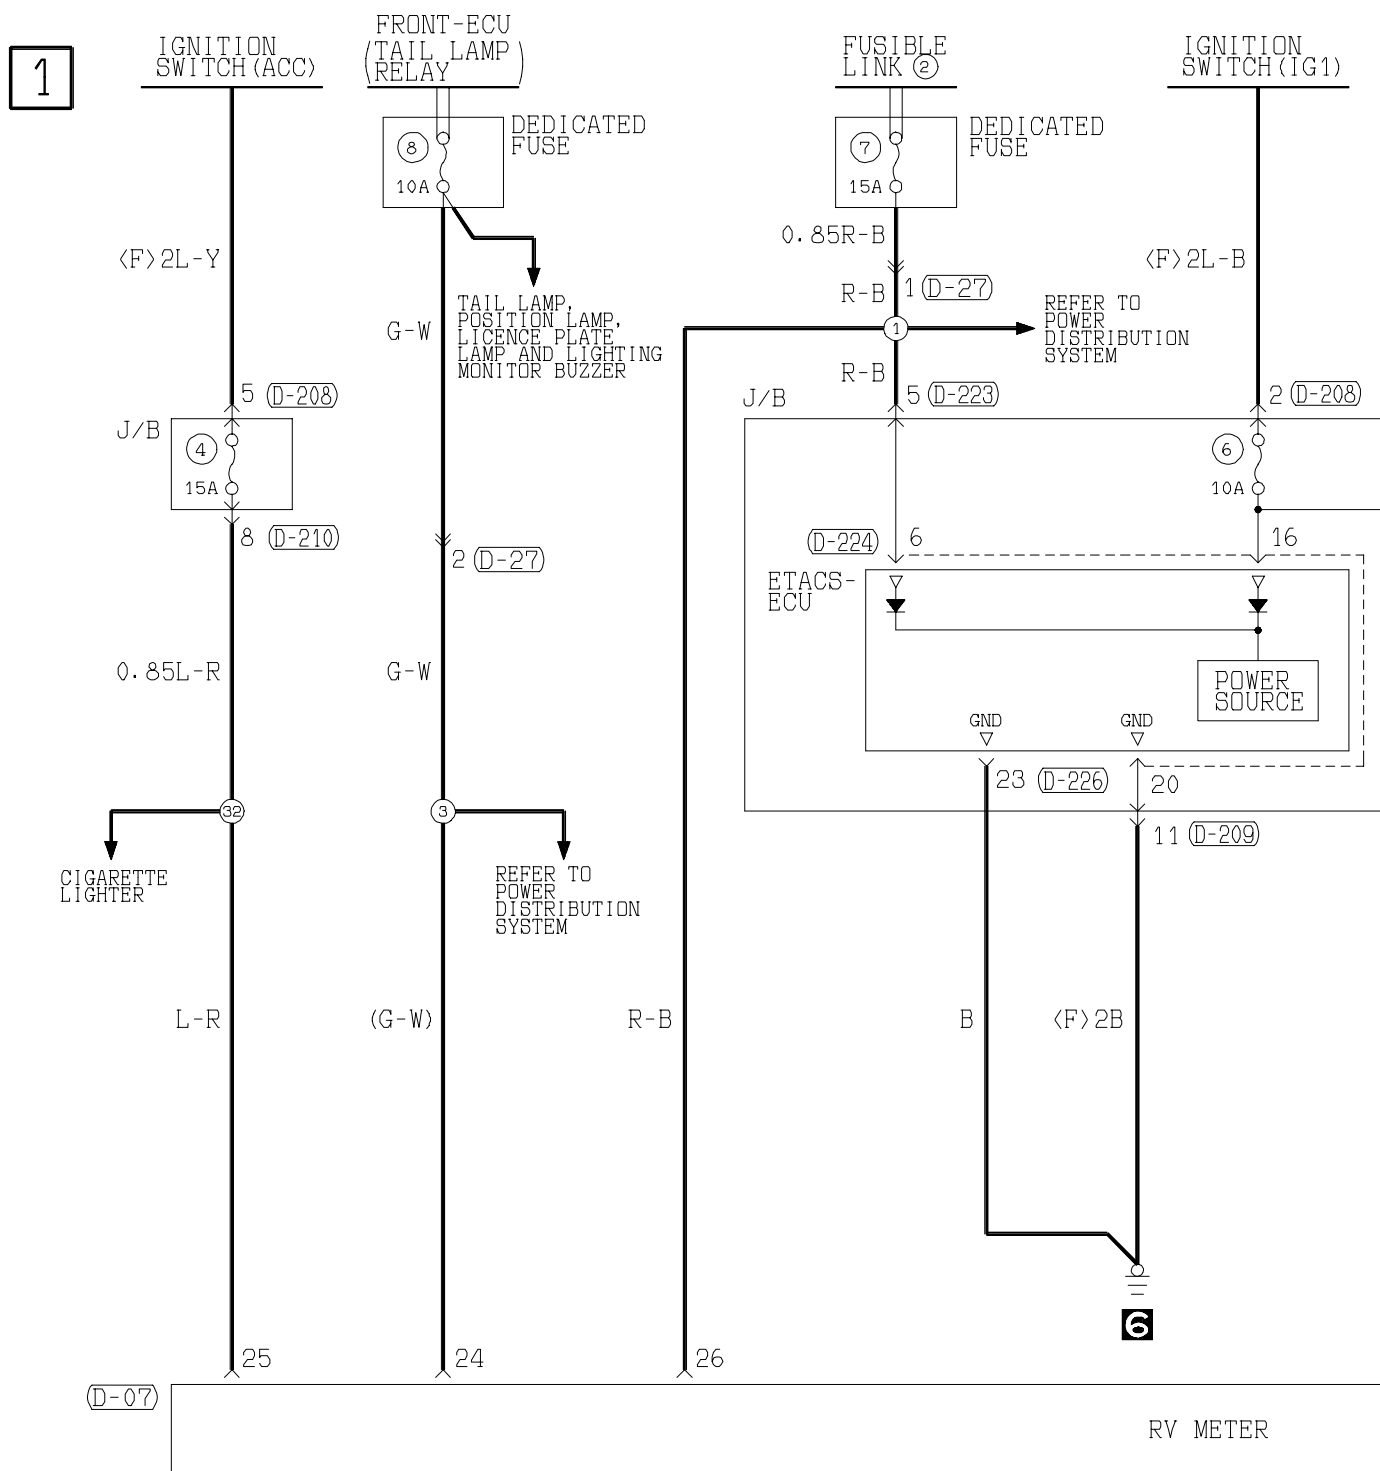 1
IGNITION
SWITCH(ACC)
FRONT-ECU
(TAIL LAMP
RELAY)
FUSIBLE
LINK ②
IGNITION
SWITCH(IG1)
DEDICATED
FUSE
8
10A
DEDICATED
FUSE
7
15A
<F>2L-Y
0.85R-B
<F>2L-B
R-B
1 (D-27)
TAIL LAMP,
POSITION LAMP,
LICENCE PLATE
LAMP AND LIGHTING
MONITOR BUZZER
G-W
1
REFER TO
POWER
DISTRIBUTION
SYSTEM
R-B
5 (D-208)
J/B
5 (D-223)
2 (D-208)
J/B
4
15A
6
10A
8 (D-210)
2 (D-27)
(D-224) 6
16
ETACS-
ECU
0.85L-R
G-W
POWER
SOURCE
GND
GND
23 (D-226)
20
32
3
11 (D-209)
CIGARETTE
LIGHTER
REFER TO
POWER
DISTRIBUTION
SYSTEM
L-R
(G-W)
R-B
B
<F>2B
6
25
24
26
(D-07)
RV METER